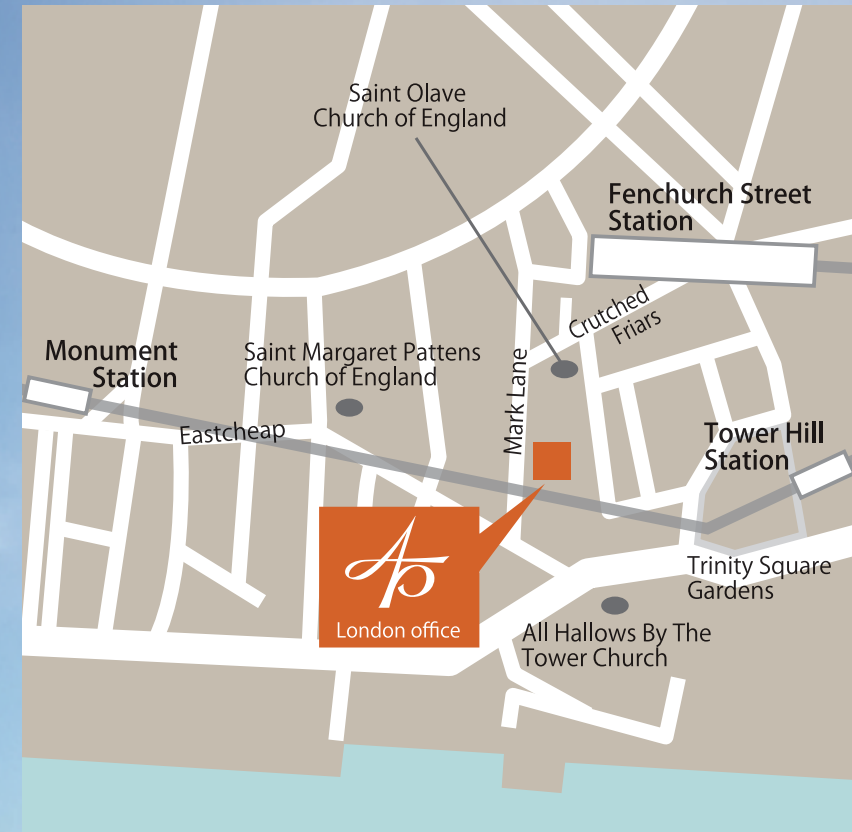 Saint Olave
Church of England
Fenchurch Street
Station
Crutched
Friars
Monument
Station
Saint Margaret Pattens
Church of England
Mark Lane
Eastcheap
Tower Hill
Station
AP
London office
Trinity Square
Gardens
All Hallows By The
Tower Church